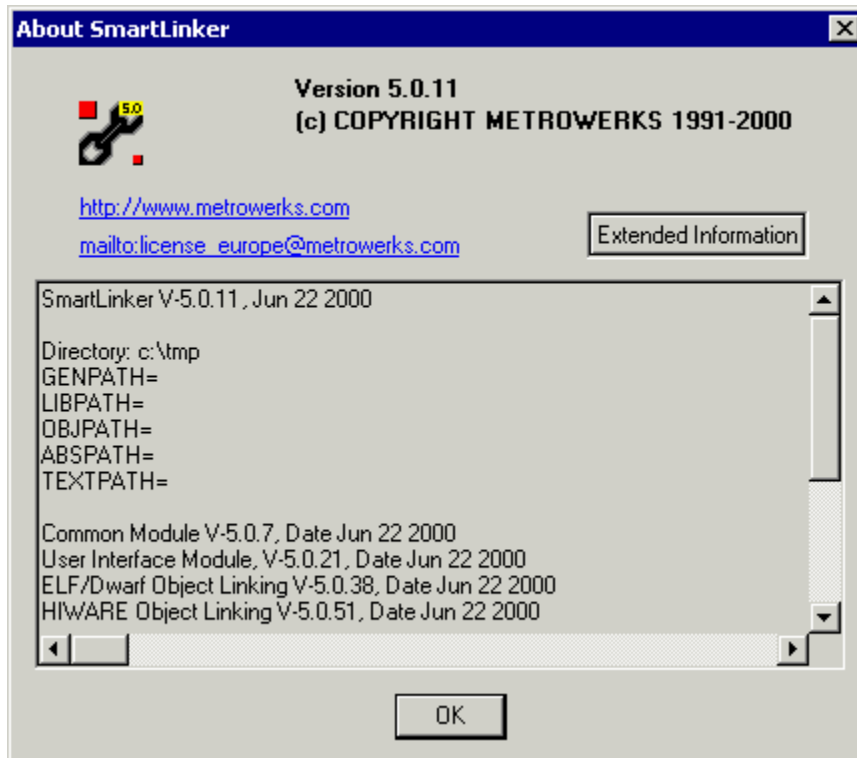 About SmartLinker
Version 5.0.11
(c) COPYRIGHT METROWERKS 1991-2000
5.0
http://www.metrowerks.com
mailto:license_europe@metrowerks.com
Extended Information
SmartLinker V-5.0.11, Jun 22 2000
Directory: c:\tmp
GENPATH=
LIBPATH=
OBJPATH=
ABSPATH=
TEXTPATH=
Common Module V-5.0.7, Date Jun 22 2000
User Interface Module, V-5.0.21, Date Jun 22 2000
ELF/Dwarf Object Linking V-5.0.38, Date Jun 22 2000
HIWARE Object Linking V-5.0.51, Date Jun 22 2000
OK